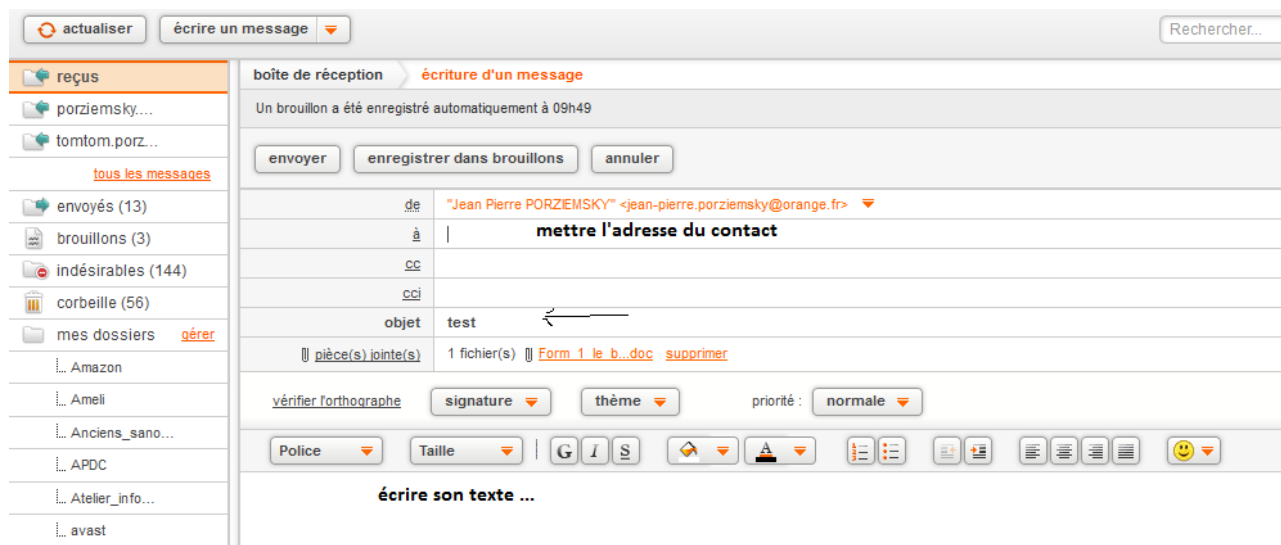 actualiser écrire un message Rechercher...
reçus
porziemsky....
tomtom.porz...
tous les messages
envoyés (13)
brouillons (3)
indésirables (144)
corbeille (56)
mes dossiers gérer
Amazon
Ameli
Anciens_sano...
APDC
Atelier_info...
avast
boîte de réception écriture d'un message
Un brouillon a été enregistré automatiquement à 09h49
envoyer enregistrer dans brouillons annuler
de "Jean Pierre PORZIEMSKY" <jean-pierre.porziemsky@orange.fr>
à mettre l'adresse du contact
cc
cci
objet test
pièce(s) jointe(s) 1 fichier(s) Form_1_le_b...doc supprimer
vérifier l'orthographe signature thème priorité : normale
Police Taille G I S A
écrire son texte ...